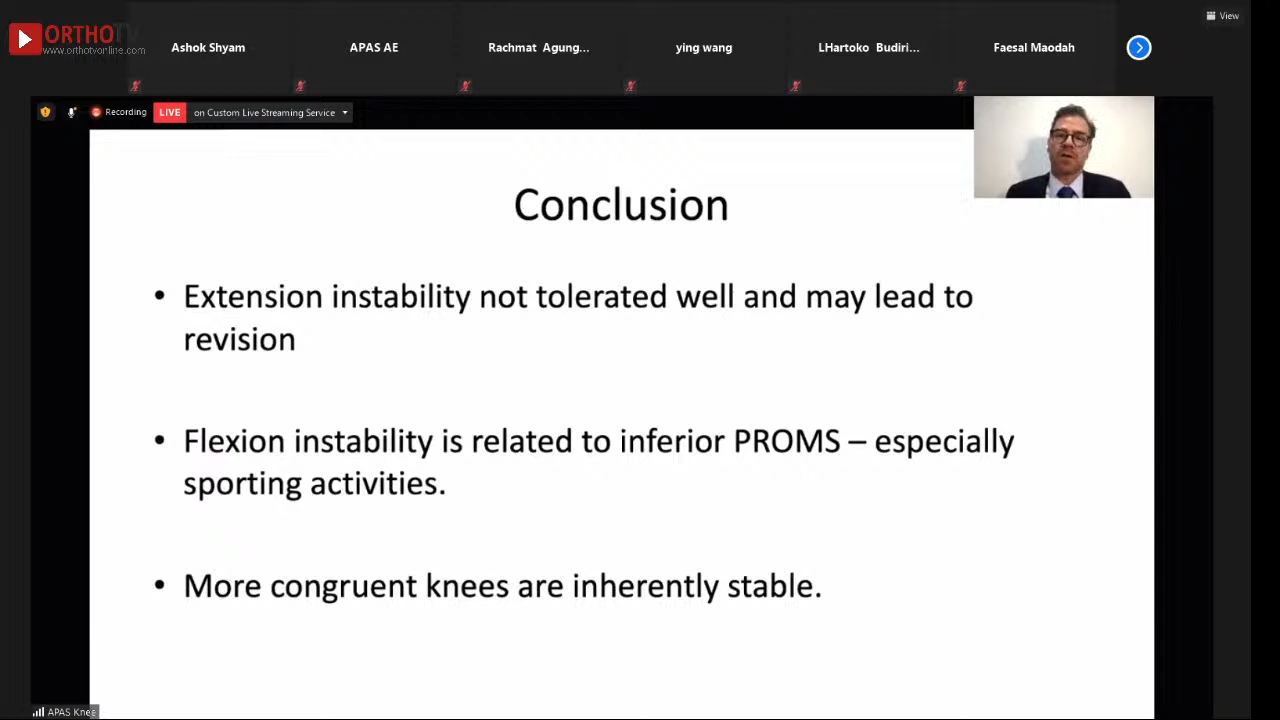 ORTHOTV
www.orthotvonline.com
View
Ashok Shyam
APAS AE
Rachmat Agung...
ying wang
LHartoko Budiri...
Faesal Maodah
Recording
LIVE
on Custom Live Streaming Service
Conclusion
• Extension instability not tolerated well and may lead to
revision
• Flexion instability is related to inferior PROMS – especially
sporting activities.
• More congruent knees are inherently stable.
APAS Knee